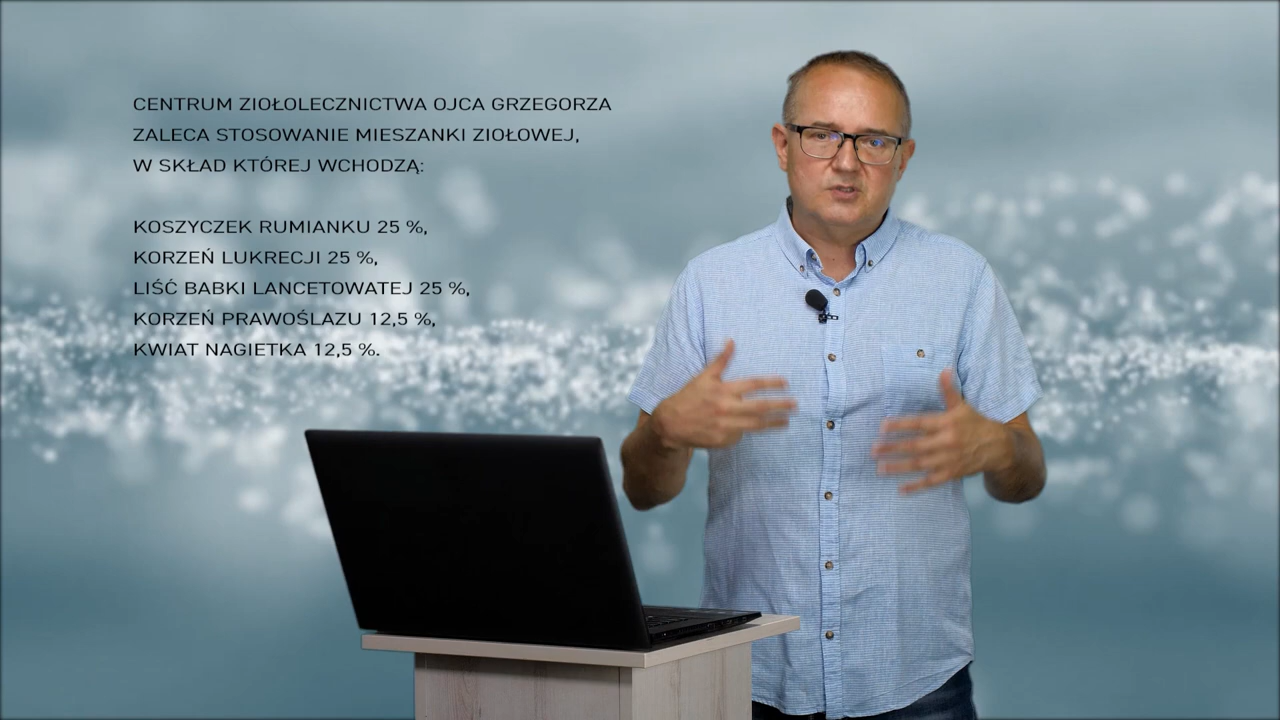 CENTRUM ZIOŁOLECZNICTWA OJCA GRZEGORZA
ZALECA STOSOWANIE MIESZANKI ZIOŁOWEJ,
W SKŁAD KTÓREJ WCHODZĄ:
KOSZYCZEK RUMIANKU 25 %,
KORZEŃ LUKRECJI 25 %,
LIŚĆ BABKI LANCETOWATEJ 25 %,
KORZEŃ PRAWOŚLAZU 12,5 %,
KWIAT NAGIETKA 12,5 %.